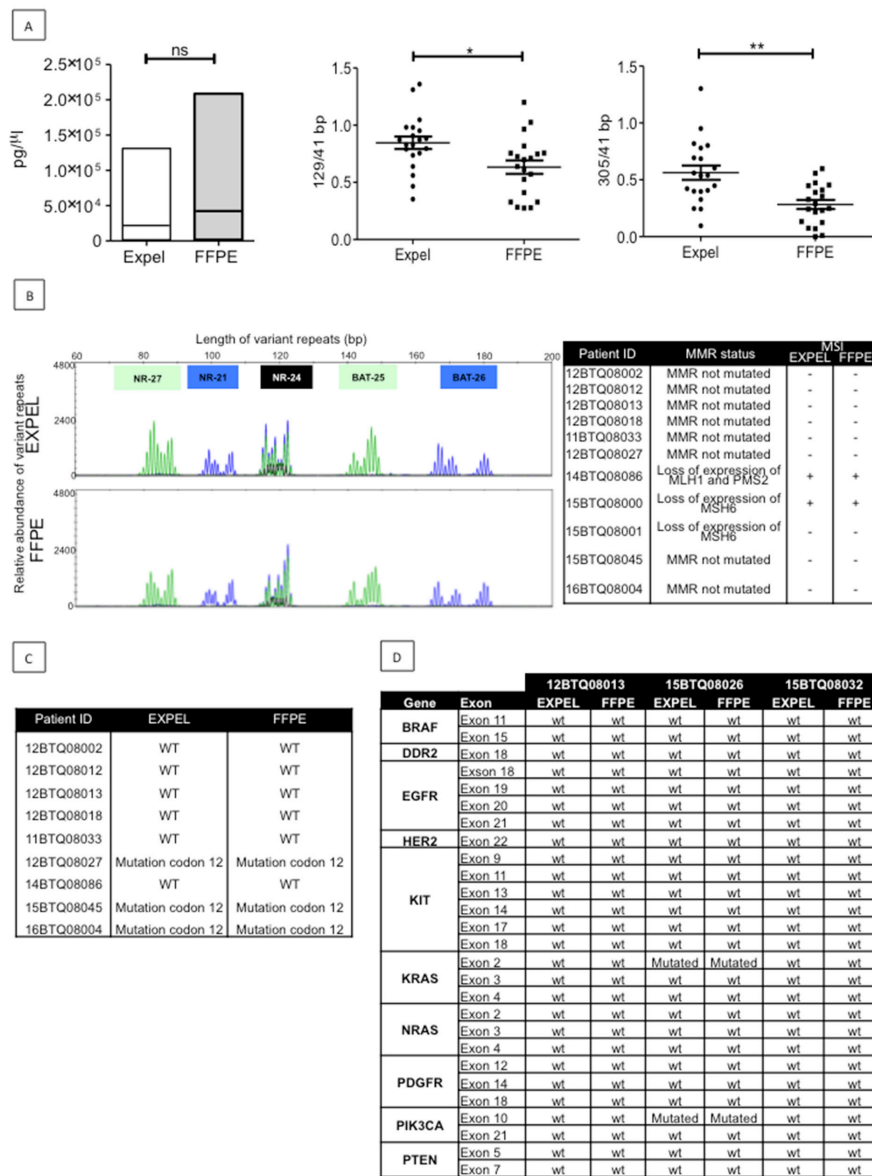 A
ns
2.5×10⁵
2.0×10⁵
1.5×10⁵
1.0×10⁵
5.0×10⁴
0
pg/µl
Expel FFPE
*
1.5
1.0
0.5
0.0
129/41 bp
Expel FFPE
**
1.5
1.0
0.5
0.0
305/41 bp
Expel FFPE
B
Length of variant repeats (bp)
60 80 100 120 140 160 180 200
NR-27 NR-21 NR-24 BAT-25 BAT-26
4800
2400
0
4800
2400
0
Relative abundance of variant repeats
EXPEL
FFPE
MSI
Patient ID MMR status EXPEL FFPE
12BTQ08002 MMR not mutated - -
12BTQ08012 MMR not mutated - -
12BTQ08013 MMR not mutated - -
12BTQ08018 MMR not mutated - -
11BTQ08033 MMR not mutated - -
12BTQ08027 MMR not mutated - -
14BTQ08086 Loss of expression of MLH1 and PMS2 + +
15BTQ08000 Loss of expression of MSH6 + +
15BTQ08001 Loss of expression of MSH6 - -
15BTQ08045 MMR not mutated - -
16BTQ08004 MMR not mutated - -
C
Patient ID EXPEL FFPE
12BTQ08002 WT WT
12BTQ08012 WT WT
12BTQ08013 WT WT
12BTQ08018 WT WT
11BTQ08033 WT WT
12BTQ08027 Mutation codon 12 Mutation codon 12
14BTQ08086 WT WT
15BTQ08045 Mutation codon 12 Mutation codon 12
16BTQ08004 Mutation codon 12 Mutation codon 12
D
12BTQ08013 15BTQ08026 15BTQ08032
Gene Exon EXPEL FFPE EXPEL FFPE EXPEL FFPE
BRAF Exon 11 wt wt wt wt wt wt
Exon 15 wt wt wt wt wt wt
DDR2 Exon 18 wt wt wt wt wt wt
EGFR Exson 18 wt wt wt wt wt wt
Exon 19 wt wt wt wt wt wt
Exon 20 wt wt wt wt wt wt
Exon 21 wt wt wt wt wt wt
HER2 Exon 22 wt wt wt wt wt wt
KIT Exon 9 wt wt wt wt wt wt
Exon 11 wt wt wt wt wt wt
Exon 13 wt wt wt wt wt wt
Exon 14 wt wt wt wt wt wt
Exon 17 wt wt wt wt wt wt
Exon 18 wt wt wt wt wt wt
KRAS Exon 2 wt wt Mutated Mutated wt wt
Exon 3 wt wt wt wt wt wt
Exon 4 wt wt wt wt wt wt
NRAS Exon 2 wt wt wt wt wt wt
Exon 3 wt wt wt wt wt wt
Exon 4 wt wt wt wt wt wt
PDGFR Exon 12 wt wt wt wt wt wt
Exon 14 wt wt wt wt wt wt
Exon 18 wt wt wt wt wt wt
PIK3CA Exon 10 wt wt Mutated Mutated wt wt
Exon 21 wt wt wt wt wt wt
PTEN Exon 5 wt wt wt wt wt wt
Exon 7 wt wt wt wt wt wt